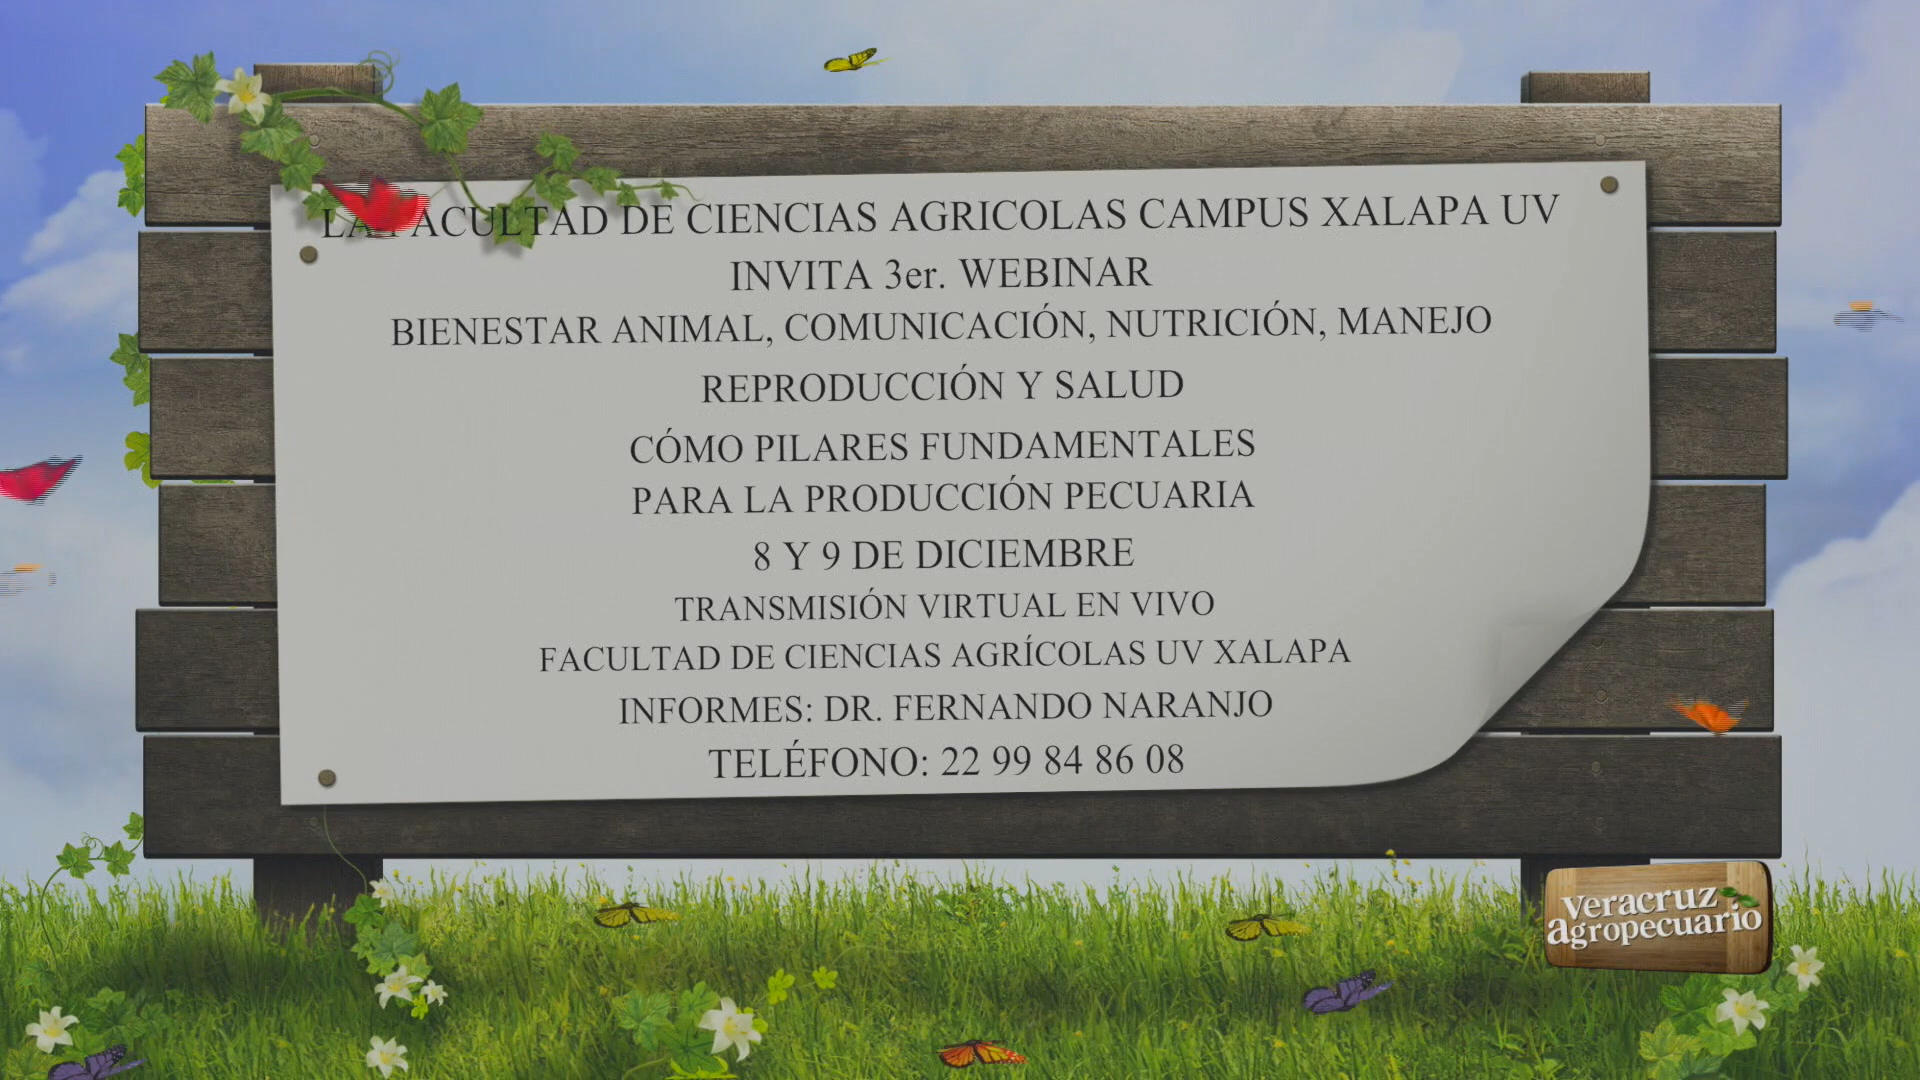 LA FACULTAD DE CIENCIAS AGRICOLAS CAMPUS XALAPA UV
INVITA 3er. WEBINAR
BIENESTAR ANIMAL, COMUNICACIÓN, NUTRICIÓN, MANEJO
REPRODUCCIÓN Y SALUD
CÓMO PILARES FUNDAMENTALES
PARA LA PRODUCCIÓN PECUARIA
8 Y 9 DE DICIEMBRE
TRANSMISIÓN VIRTUAL EN VIVO
FACULTAD DE CIENCIAS AGRÍCOLAS UV XALAPA
INFORMES: DR. FERNANDO NARANJO
TELÉFONO: 22 99 84 86 08
veracruz
agropecuario